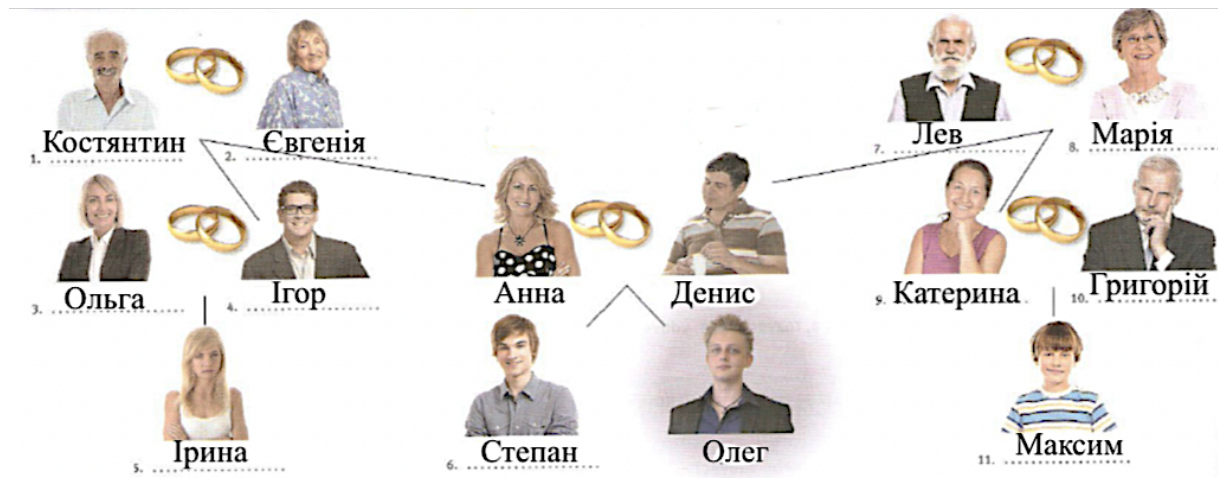 Костянтин
1.
Євгенія
2.
Лев
7.
Марія
8.
Ольга
3.
Ігор
4.
Анна
Денис
9. Катерина
10. Григорій
Ірина
5.
Степан
6.
Олег
Максим
11.